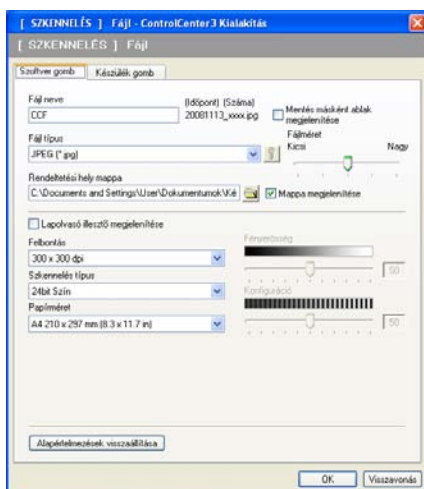 [ SZKENNELÉS ] Fájl - ControlCenter3 Kialakítás
[ SZKENNELÉS ] Fájl
Szoftver gomb Készülék gomb
Fájl neve (Időpont) (Száma)
CCF 20081113_xxxx.jpg
Mentés másként ablak
megjelenítése
Fájl típus Fájlméret
JPEG (*.jpg) Kicsi Nagy
Rendeltetési hely mappa
C:\Documents and Settings\User\Dokumentumok\Ké Mappa megjelenítése
Lapolvasó illesztő megjelenítése
Felbontás Fényerősség
300 x 300 dpi
50
Szkennelés típus
24bit Szín Konfiguráció
Papírméret
A4 210 x 297 mm (8.3 x 11.7 in) 50
Alapértelmezések visszaállítása
OK Visszavonás